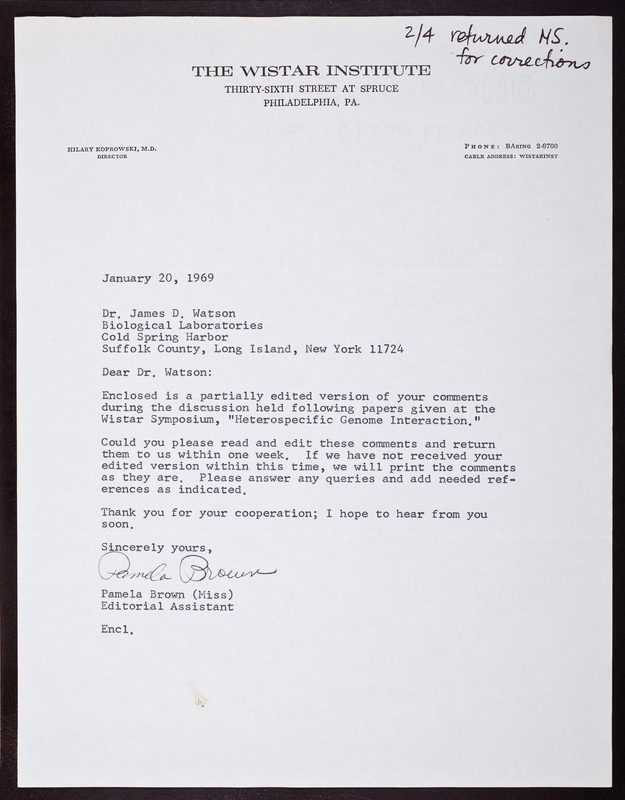 2/4 returned MS.
for corrections
THE WISTAR INSTITUTE
THIRTY-SIXTH STREET AT SPRUCE
PHILADELPHIA, PA.
HILARY KOPROWSKI, M.D.
DIRECTOR
PHONE: BARING 2-6700
CABLE ADDRESS: WISTARINST
January 20, 1969
Dr. James D. Watson
Biological Laboratories
Cold Spring Harbor
Suffolk County, Long Island, New York 11724
Dear Dr. Watson:
Enclosed is a partially edited version of your comments
during the discussion held following papers given at the
Wistar Symposium, "Heterospecific Genome Interaction."
Could you please read and edit these comments and return
them to us within one week. If we have not received your
edited version within this time, we will print the comments
as they are. Please answer any queries and add needed ref-
erences as indicated.
Thank you for your cooperation; I hope to hear from you
soon.
Sincerely yours,
Pamela Brown
Pamela Brown (Miss)
Editorial Assistant
Encl.